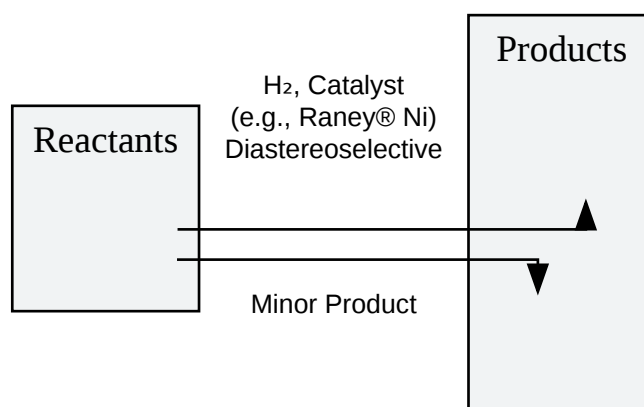 Products
H₂, Catalyst
(e.g., Raney® Ni)
Diastereoselective
Reactants
Minor Product